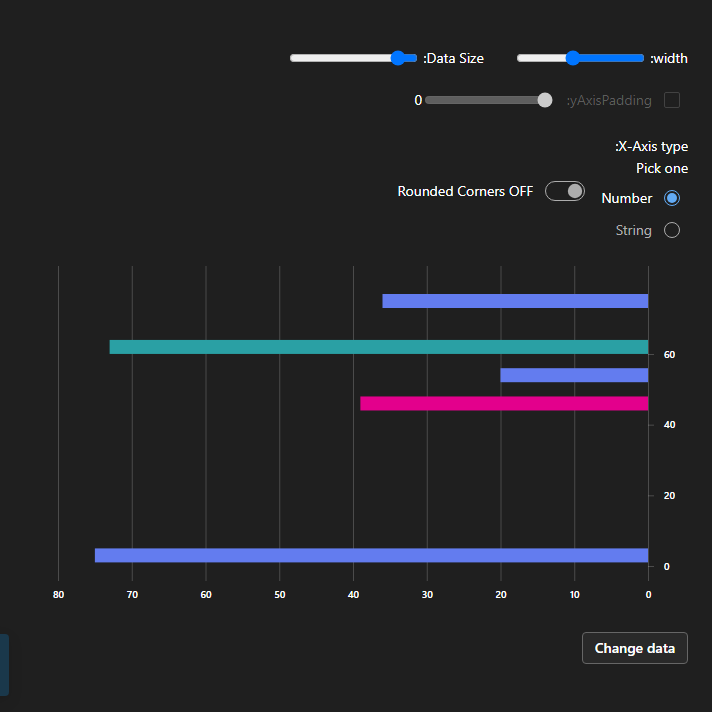 :width
:Data Size
:yAxisPadding
0
:X-Axis type
Pick one
Number
String
Rounded Corners OFF
60
40
20
0
80 70 60 50 40 30 20 10 0
Change data